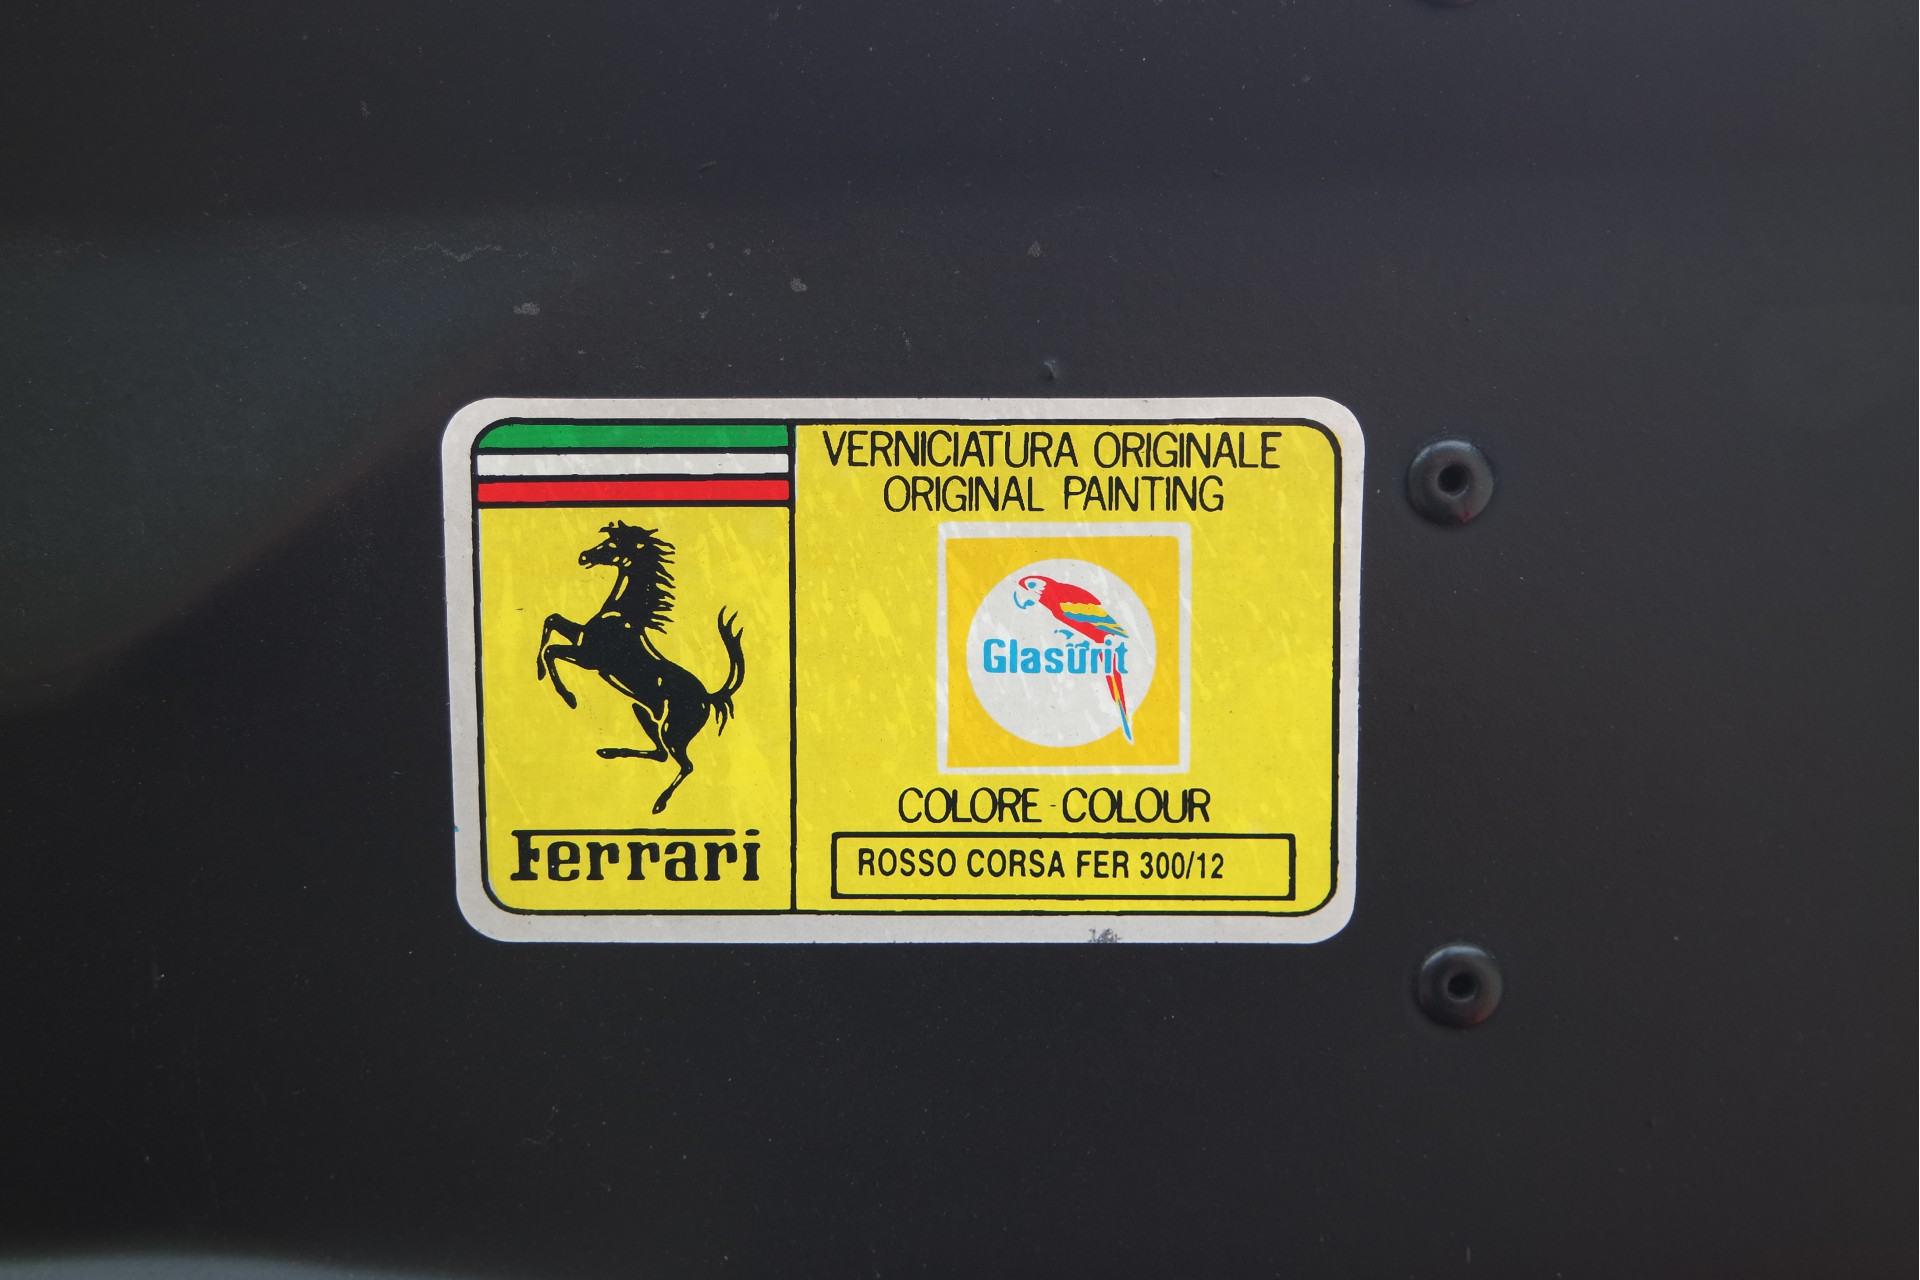 VERNICIATURA ORIGINALE
ORIGINAL PAINTING
Glasurit
COLORE - COLOUR
ROSSO CORSA FER 300/12
Ferrari